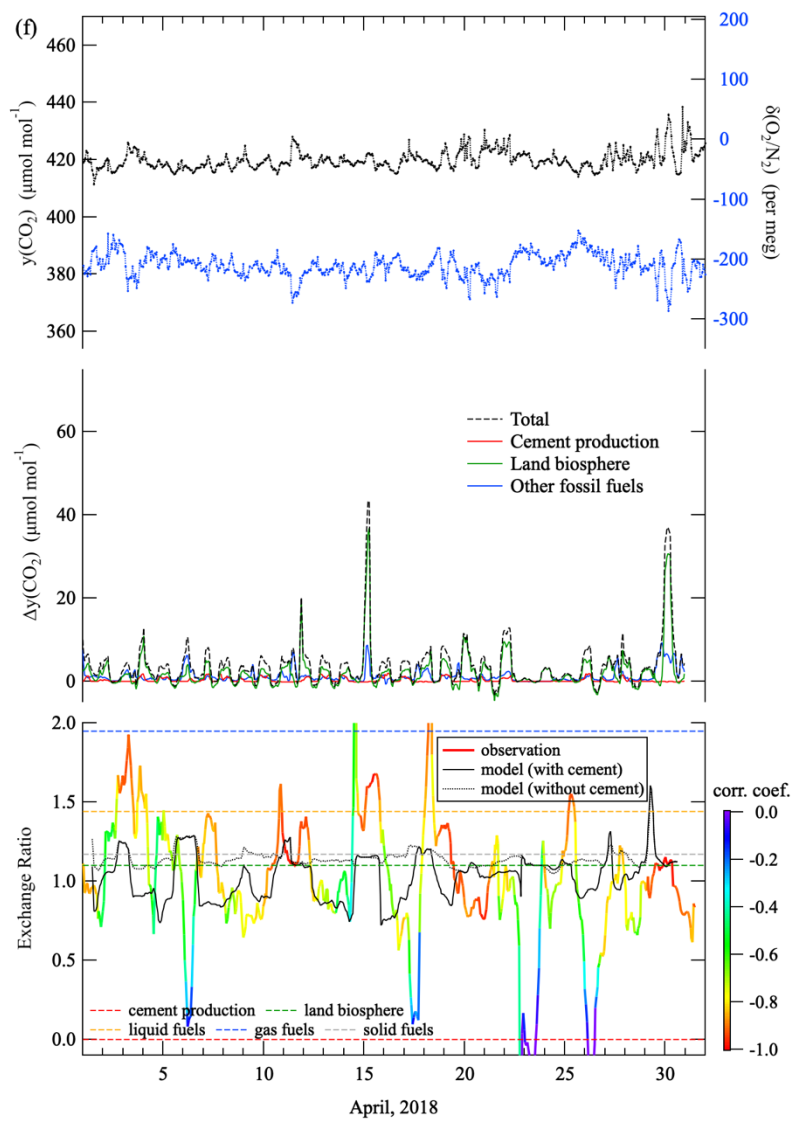 (f)
460
440
420
400
380
360
y(CO₂) (μmol mol⁻¹)
200
100
0
-100
-200
-300
δ(O₂/N₂) (per meg)
60
40
20
0
Δy(CO₂) (μmol mol⁻¹)
Total
Cement production
Land biosphere
Other fossil fuels
2.0
1.5
1.0
0.5
0.0
Exchange Ratio
observation
model (with cement)
model (without cement)
cement production
land biosphere
liquid fuels
gas fuels
solid fuels
corr. coef.
0.0
-0.2
-0.4
-0.6
-0.8
-1.0
5
10
15
20
25
30
April, 2018